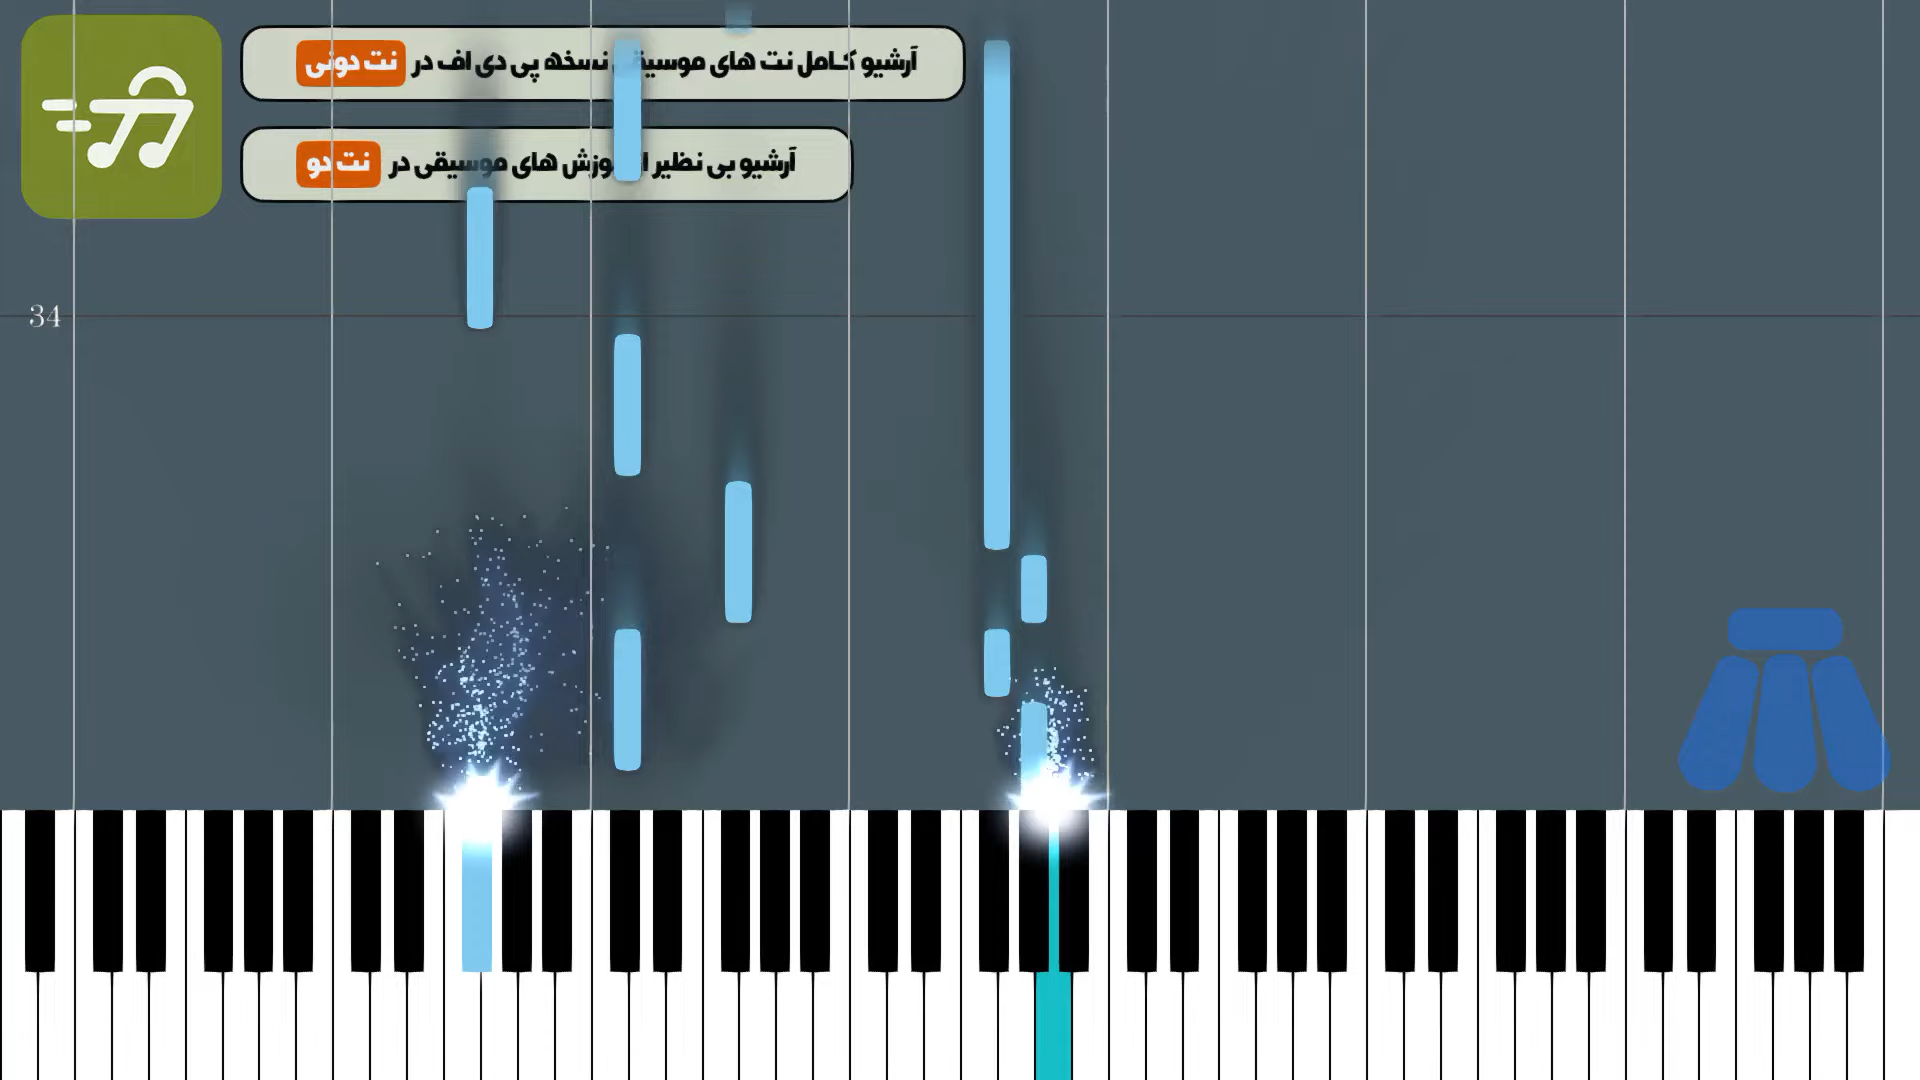 آرشیو کامل نت های موسیقی نسخه پی دی اف در نت دونی
آرشیو بی نظیر آموزش های موسیقی در نت دو
34